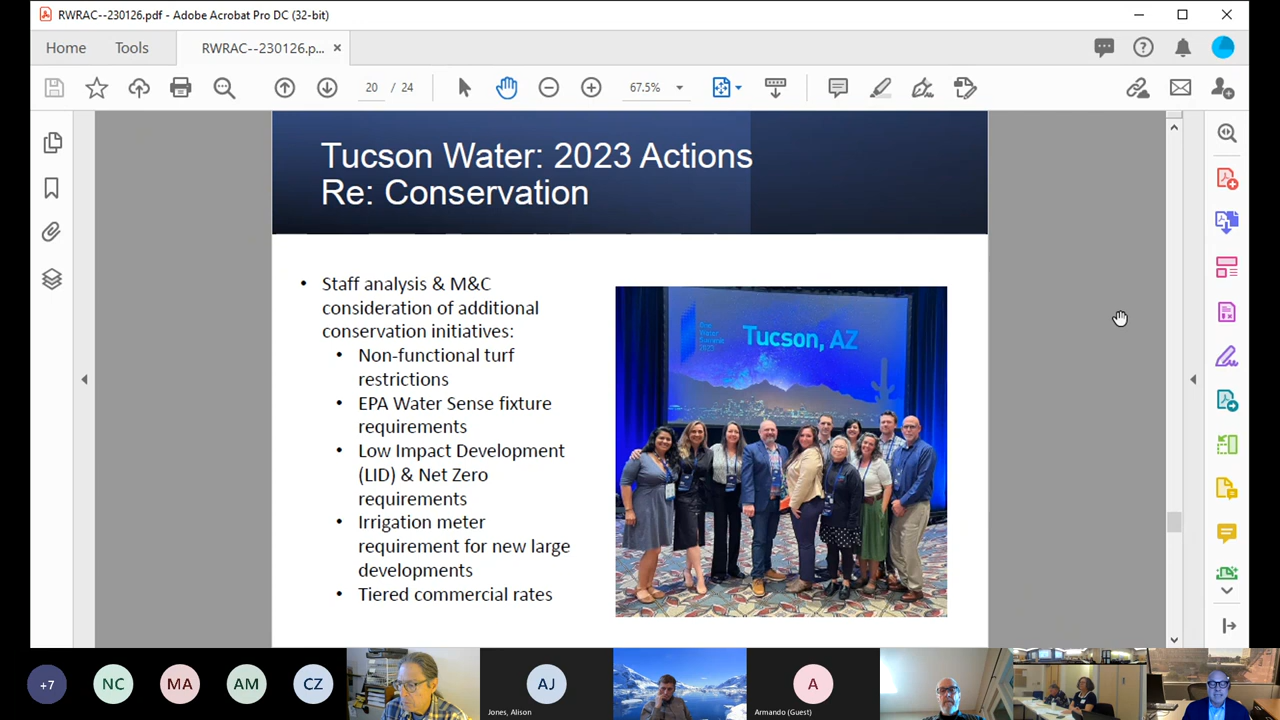 RWRAC--230126.pdf - Adobe Acrobat Pro DC (32-bit)
Home
Tools
RWRAC--230126.p...
20 / 24
67.5%
Tucson Water: 2023 Actions
Re: Conservation
• Staff analysis & M&C
consideration of additional
conservation initiatives:
• Non-functional turf
restrictions
• EPA Water Sense fixture
requirements
• Low Impact Development
(LID) & Net Zero
requirements
• Irrigation meter
requirement for new large
developments
• Tiered commercial rates
One
Water
Summit
Tucson, AZ
+7
NC
MA
AM
CZ
AJ
Jones, Alison
A
Armando (Guest)